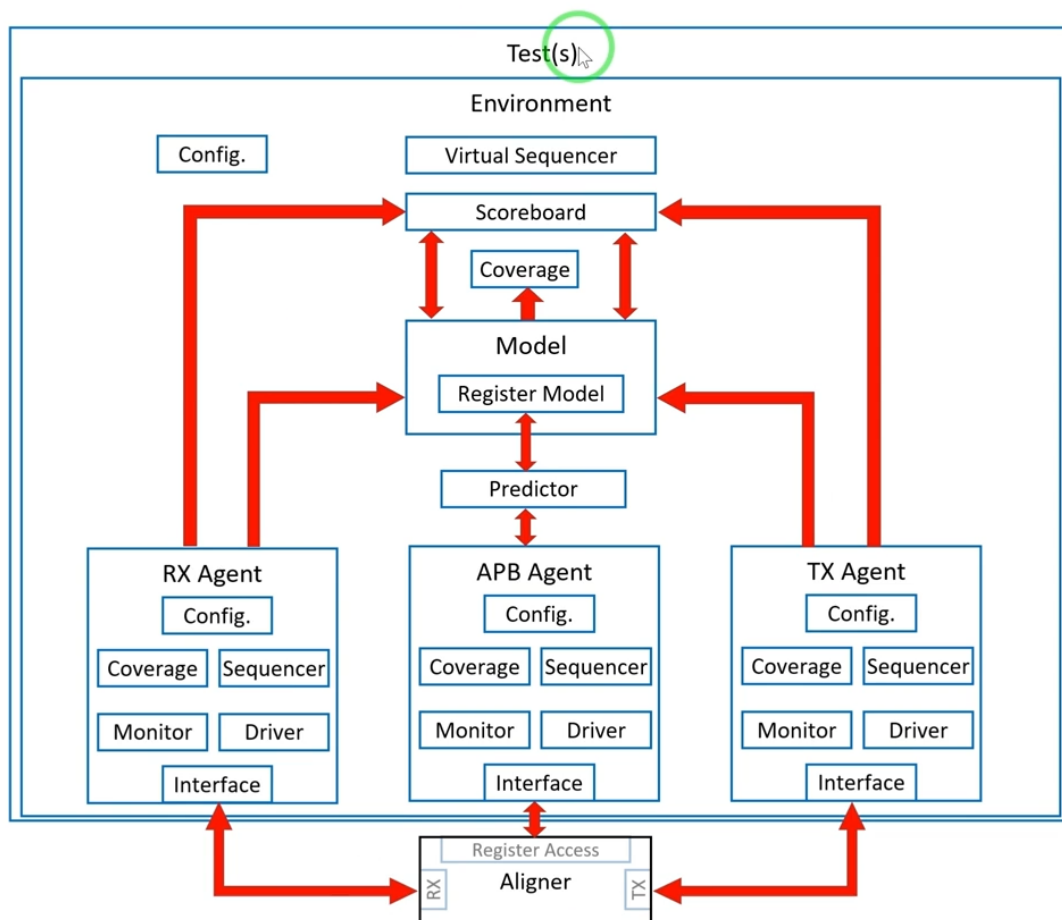 Test(s)
Environment
Config.
Virtual Sequencer
Scoreboard
Coverage
Model
Register Model
Predictor
RX Agent
Config.
Coverage
Sequencer
Monitor
Driver
Interface
APB Agent
Config.
Coverage
Sequencer
Monitor
Driver
Interface
TX Agent
Config.
Coverage
Sequencer
Monitor
Driver
Interface
Register Access
RX
Aligner
TX